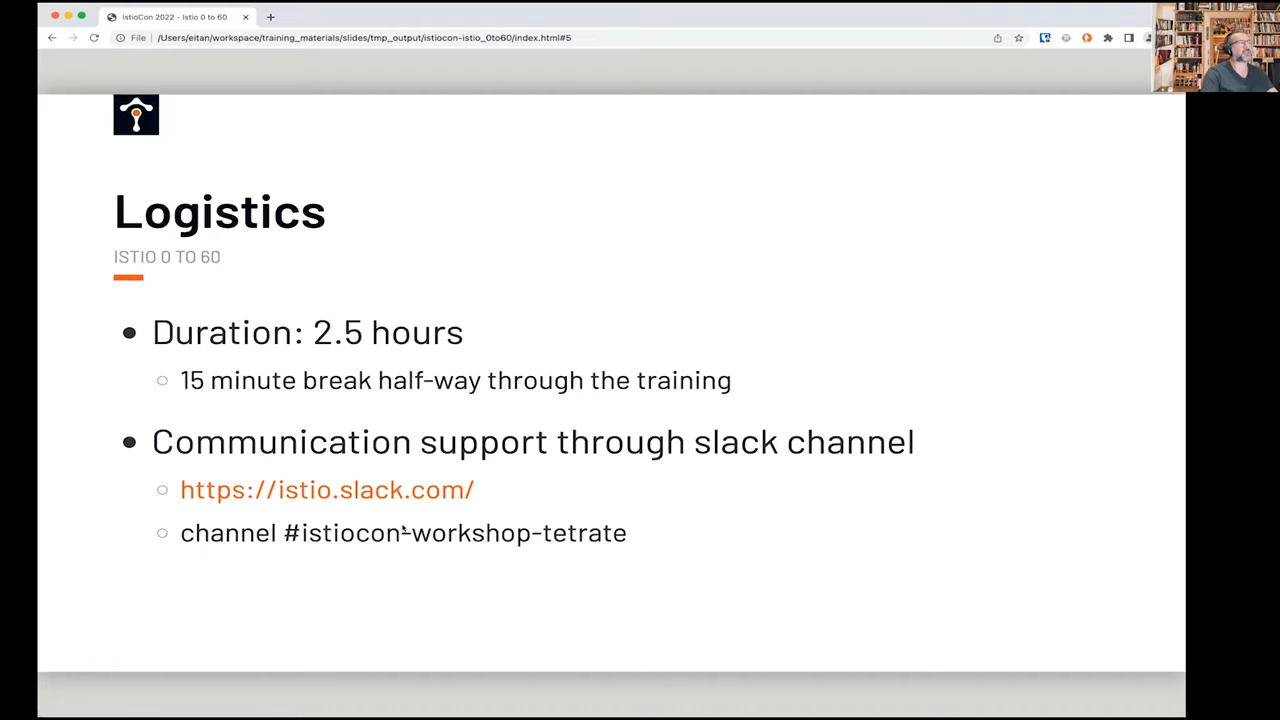 IstioCon 2022 - Istio 0 to 60
File
/Users/eitan/workspace/training_materials/slides/tmp_output/istiocon-istio_0to60/index.html#5
Logistics
ISTIO 0 TO 60
Duration: 2.5 hours
15 minute break half-way through the training
Communication support through slack channel
https://istio.slack.com/
channel #istiocon-workshop-tetrate